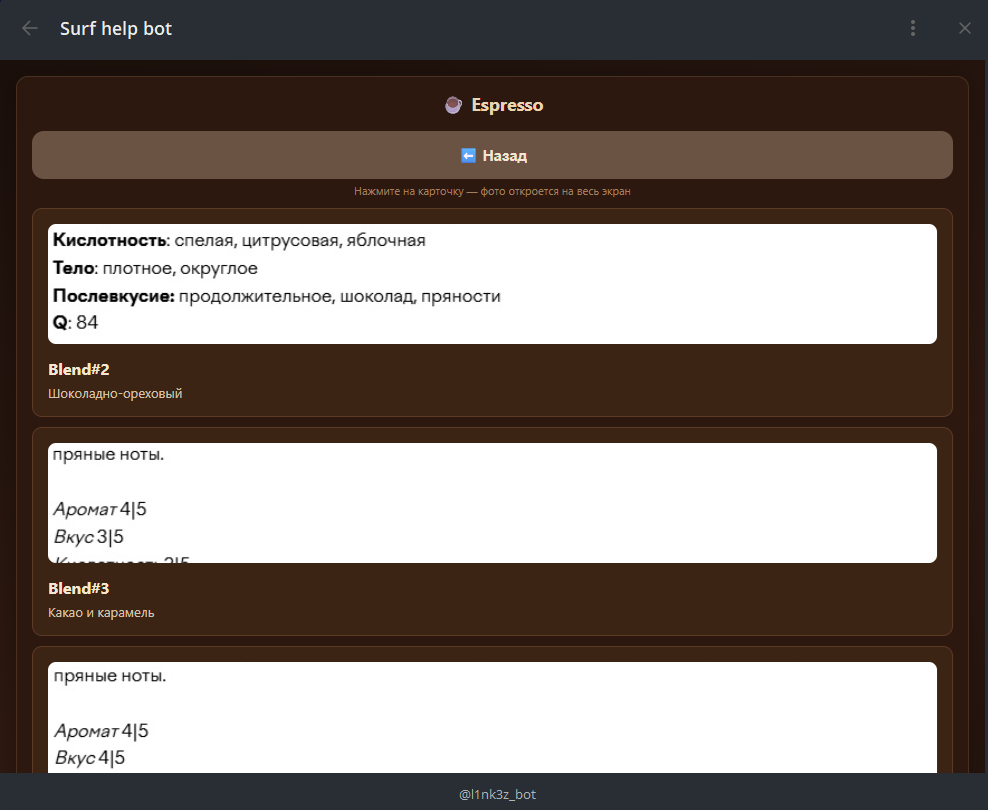 Surf help bot
Espresso
Назад
Нажмите на карточку — фото откроется на весь экран
Кислотность: спелая, цитрусовая, яблочная
Тело: плотное, округлое
Послевкусие: продолжительное, шоколад, пряности
Q: 84
Blend#2
Шоколадно-ореховый
пряные ноты.
Аромат 4|5
Вкус 3|5
Blend#3
Какао и карамель
пряные ноты.
Аромат 4|5
Вкус 4|5
@l1nk3z_bot